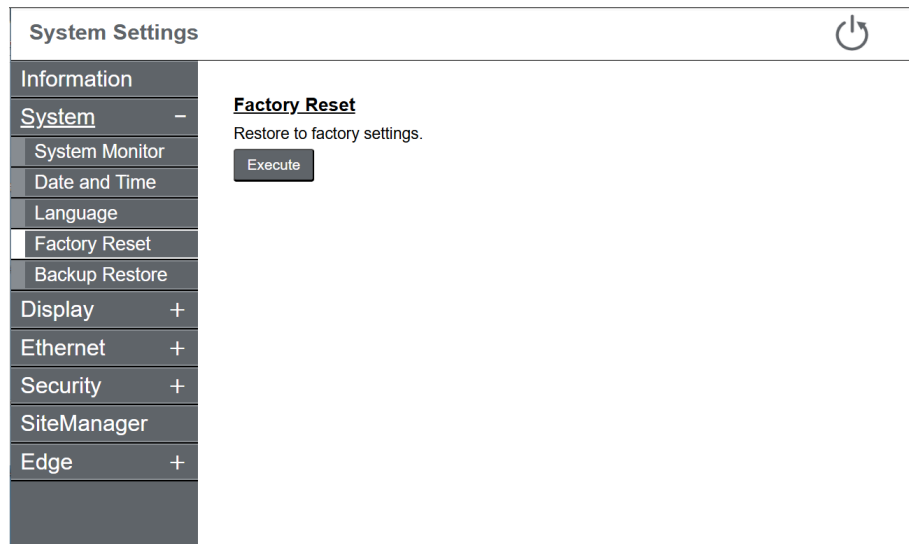 System Settings
Information
System −
System Monitor
Date and Time
Language
Factory Reset
Backup Restore
Display +
Ethernet +
Security +
SiteManager
Edge +
Factory Reset
Restore to factory settings.
Execute